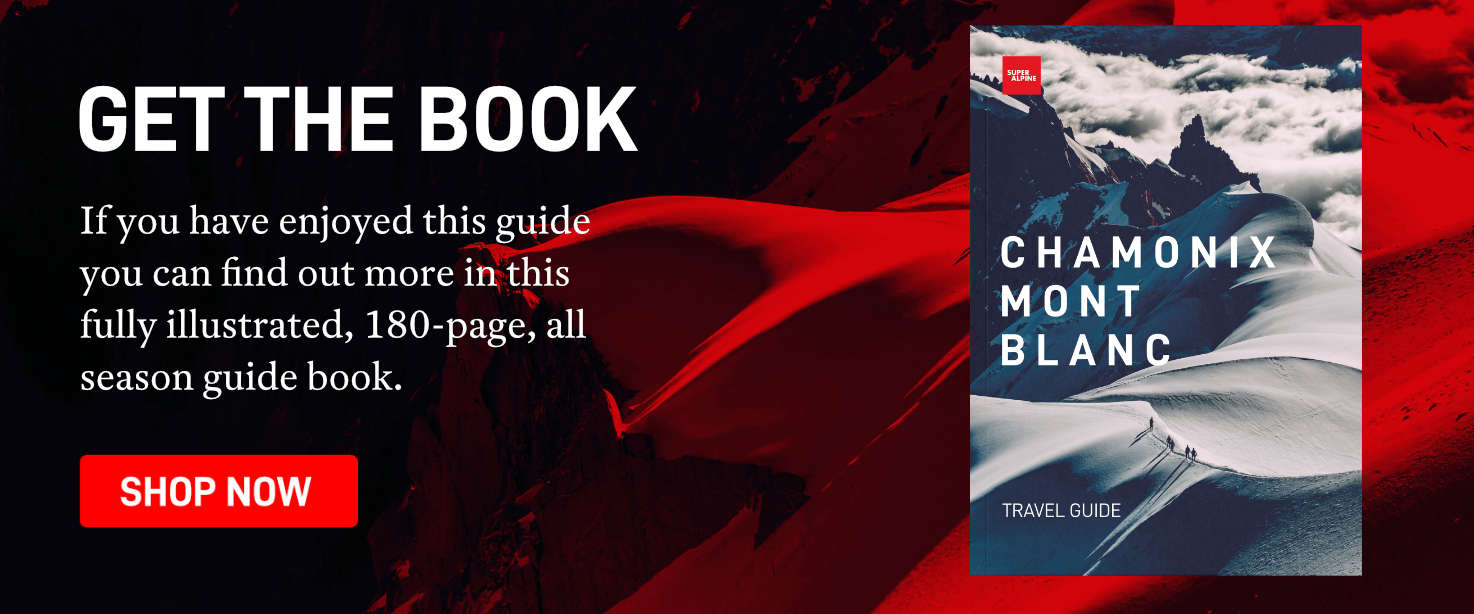 GET THE BOOK
If you have enjoyed this guide
you can find out more in this
fully illustrated, 180-page, all
season guide book.
SHOP NOW
SUPER
ALPINE
CHAMONIX
MONT
BLANC
TRAVEL GUIDE